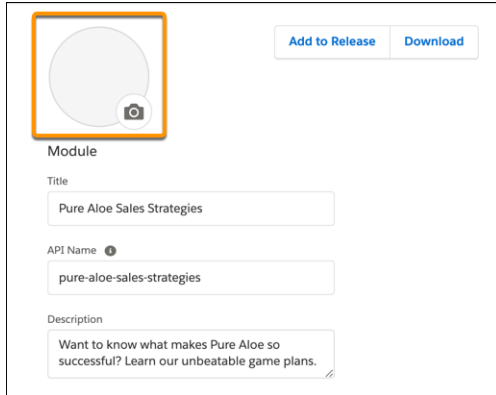 Add to Release Download
Module
Title
Pure Aloe Sales Strategies
API Name
pure-aloe-sales-strategies
Description
Want to know what makes Pure Aloe so
successful? Learn our unbeatable game plans.